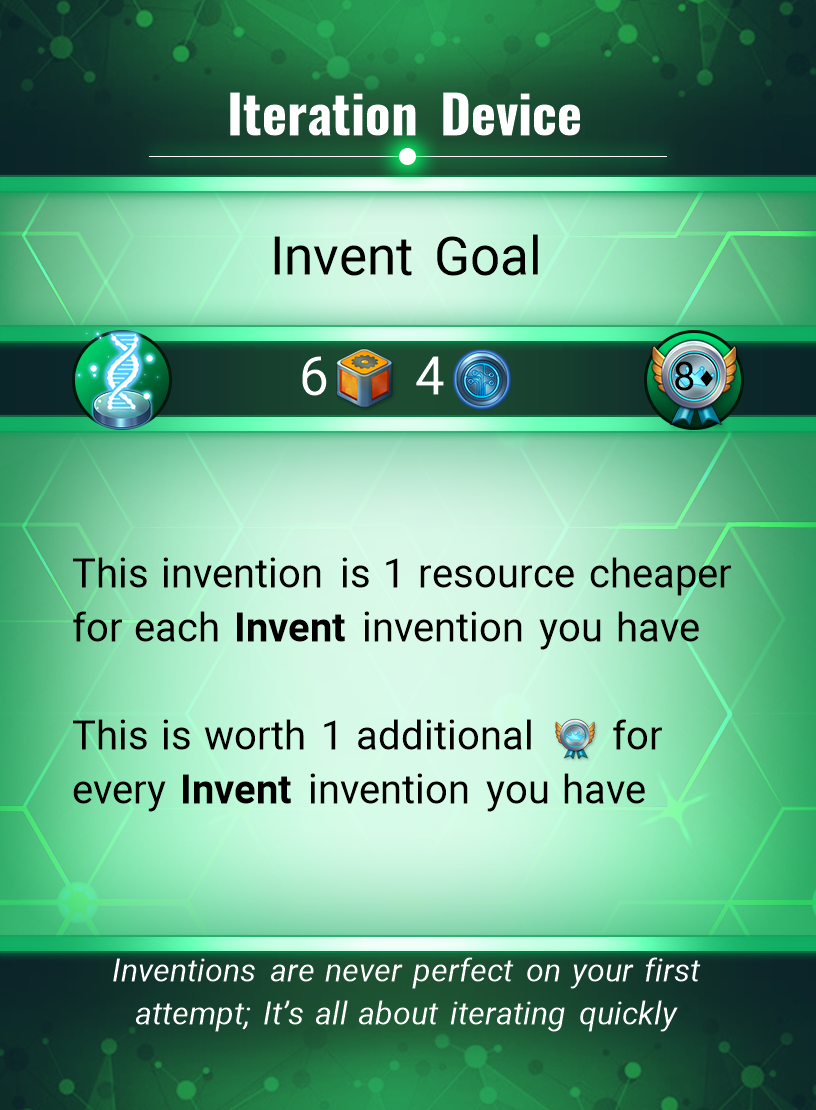 Iteration Device
Invent Goal
6 4 8♦
This invention is 1 resource cheaper
for each Invent invention you have
This is worth 1 additional for
every Invent invention you have
Inventions are never perfect on your first
attempt; It’s all about iterating quickly